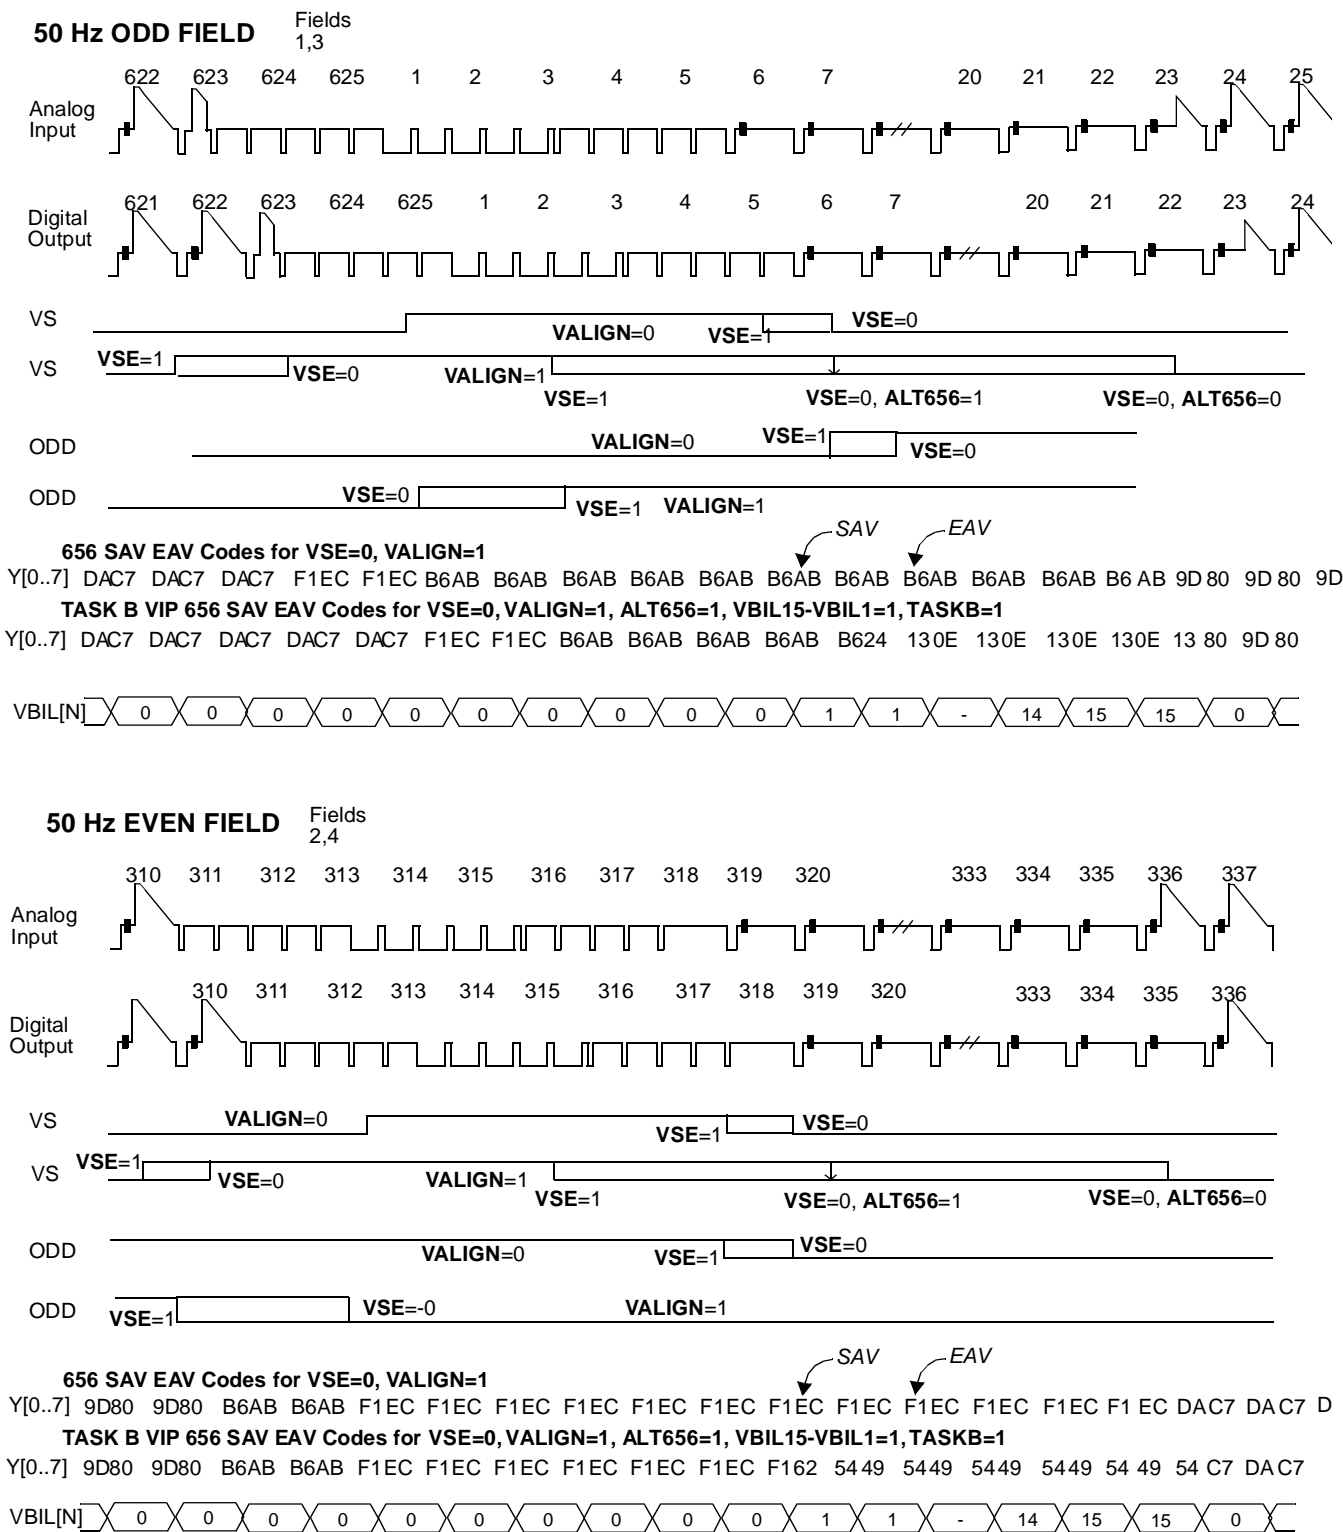 50 Hz ODD FIELD Fields 1,3
622 623 624 625 1 2 3 4 5 6 7 20 21 22 23 24 25
Analog Input
621 622 623 624 625 1 2 3 4 5 6 7 20 21 22 23 24
Digital Output
VS VALIGN=0 VSE=1 VSE=0
VS VSE=1 VSE=0 VALIGN=1 VSE=1 VSE=0, ALT656=1 VSE=0, ALT656=0
ODD VALIGN=0 VSE=1 VSE=0
ODD VSE=0 VSE=1 VALIGN=1
SAV EAV
656 SAV EAV Codes for VSE=0, VALIGN=1
Y[0..7] DAC7 DAC7 DAC7 F1EC F1EC B6AB B6AB B6AB B6AB B6AB B6AB B6AB B6AB B6AB B6AB B6 AB 9D 80 9D 80 9D
TASK B VIP 656 SAV EAV Codes for VSE=0, VALIGN=1, ALT656=1, VBIL15-VBIL1=1, TASKB=1
Y[0..7] DAC7 DAC7 DAC7 DAC7 DAC7 F1EC F1EC B6AB B6AB B6AB B6AB B624 130E 130E 130E 130E 13 80 9D 80
VBIL[N] 0 0 0 0 0 0 0 0 0 0 1 1 - 14 15 15 0
50 Hz EVEN FIELD Fields 2,4
310 311 312 313 314 315 316 317 318 319 320 333 334 335 336 337
Analog Input
310 311 312 313 314 315 316 317 318 319 320 333 334 335 336
Digital Output
VS VALIGN=0 VSE=1 VSE=0
VS VSE=1 VSE=0 VALIGN=1 VSE=1 VSE=0, ALT656=1 VSE=0, ALT656=0
ODD VALIGN=0 VSE=1 VSE=0
ODD VSE=1 VSE=-0 VALIGN=1
SAV EAV
656 SAV EAV Codes for VSE=0, VALIGN=1
Y[0..7] 9D80 9D80 B6AB B6AB F1EC F1EC F1EC F1EC F1EC F1EC F1EC F1EC F1EC F1EC F1EC F1 EC DAC7 DAC7 D
TASK B VIP 656 SAV EAV Codes for VSE=0, VALIGN=1, ALT656=1, VBIL15-VBIL1=1, TASKB=1
Y[0..7] 9D80 9D80 B6AB B6AB F1EC F1EC F1EC F1EC F1EC F1EC F162 5449 5449 5449 5449 54 49 54 C7 DAC7
VBIL[N] 0 0 0 0 0 0 0 0 0 0 1 1 - 14 15 15 0